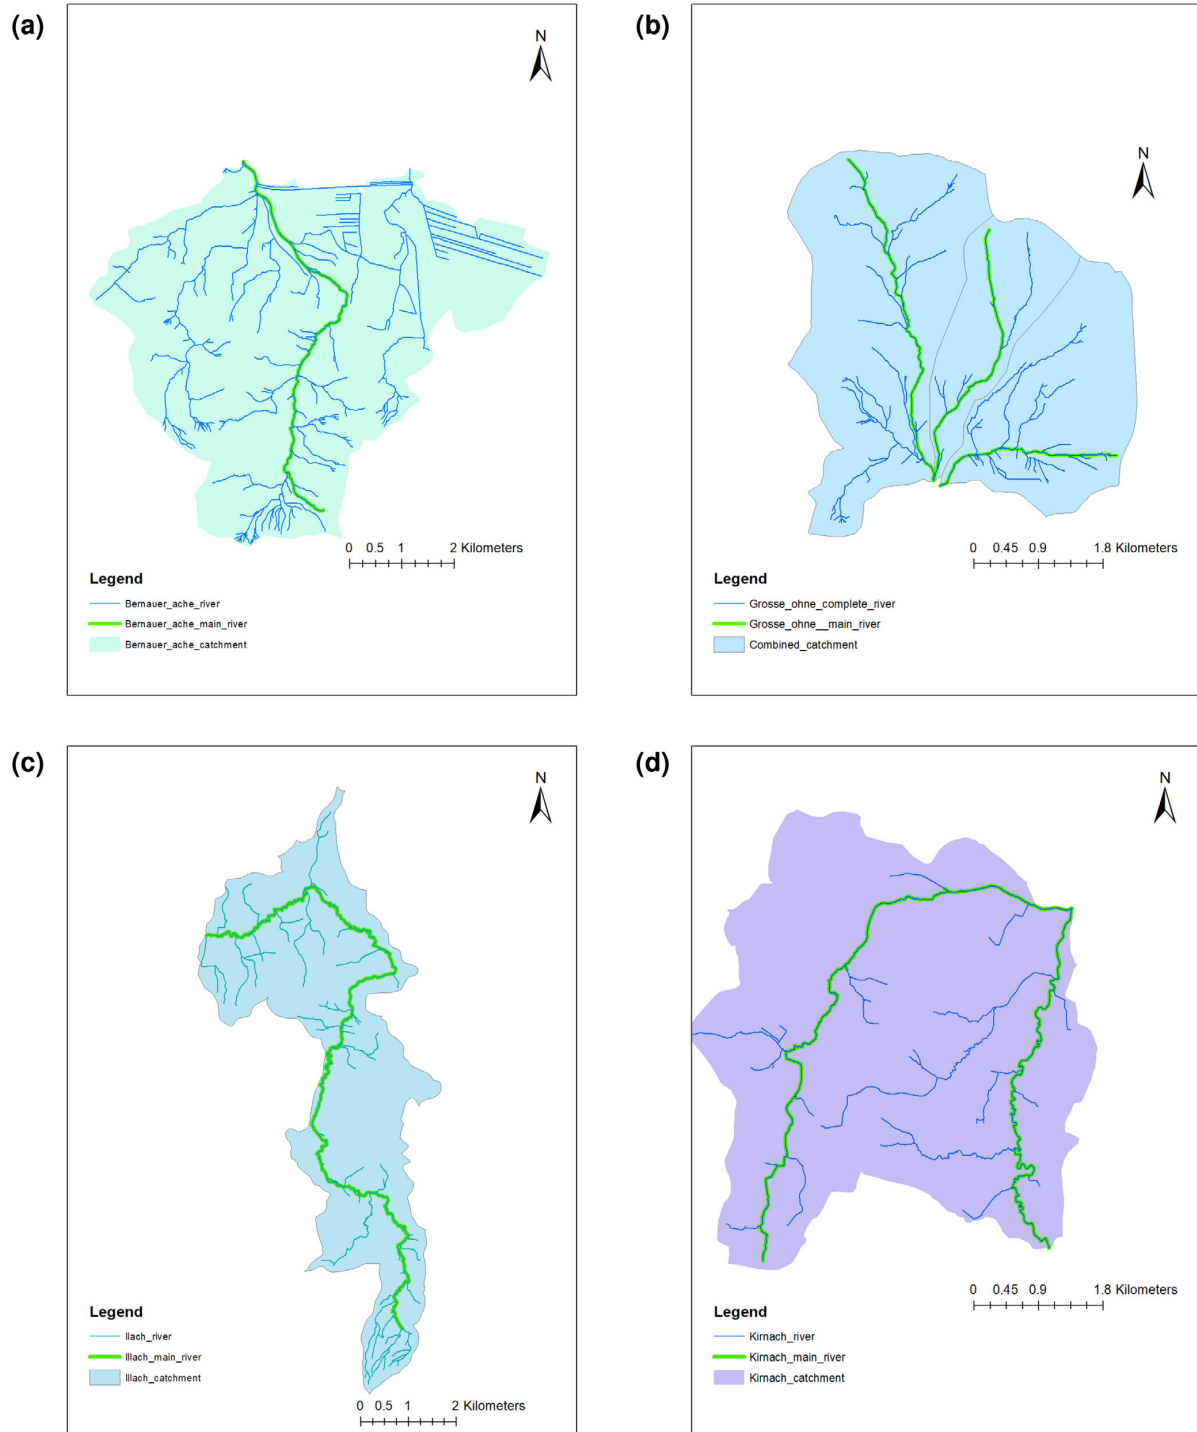 (a)
N
0 0.5 1 2 Kilometers
Legend
Bernauer_ache_river
Bernauer_ache_main_river
Bernauer_ache_catchment
(b)
N
0 0.45 0.9 1.8 Kilometers
Legend
Grosse_ohne_complete_river
Grosse_ohne__main_river
Combined_catchment
(c)
N
Legend
Ilach_river
Illach_main_river
Illach_catchment
0 0.5 1 2 Kilometers
(d)
N
0 0.45 0.9 1.8 Kilometers
Legend
Kirnach_river
Kirnach_main_river
Kirnach_catchment